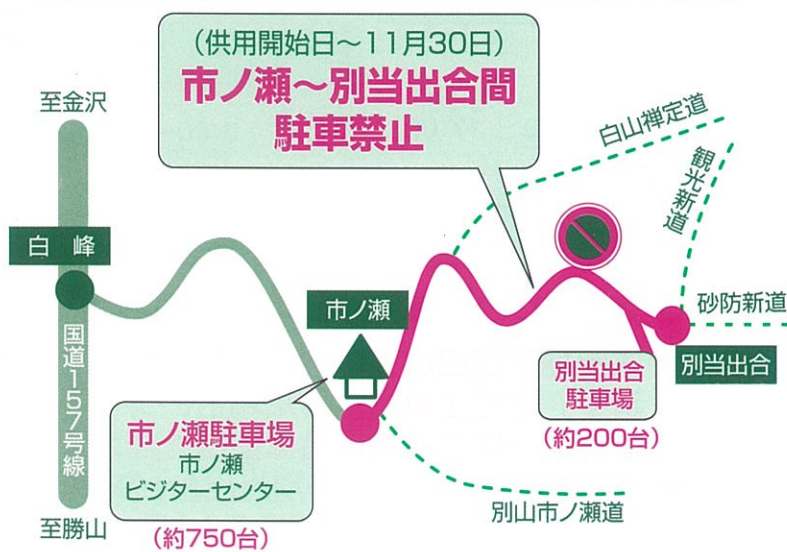 (供用開始日～11月30日)
市ノ瀬～別当出合間
駐車禁止
至金沢
白山禅定道
観光新道
白峰
市ノ瀬
砂防新道
別当出合
国道157号線
別当出合
駐車場
(約200台)
市ノ瀬駐車場
市ノ瀬
ビジターセンター
(約750台)
別山市ノ瀬道
至勝山